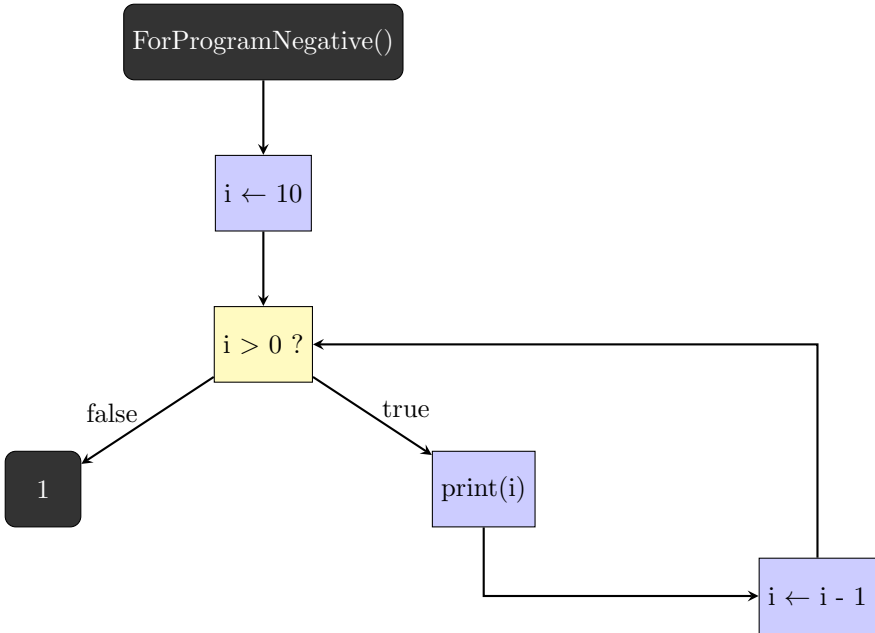 ForProgramNegative()
i ← 10
i > 0 ?
false
true
1
print(i)
i ← i - 1